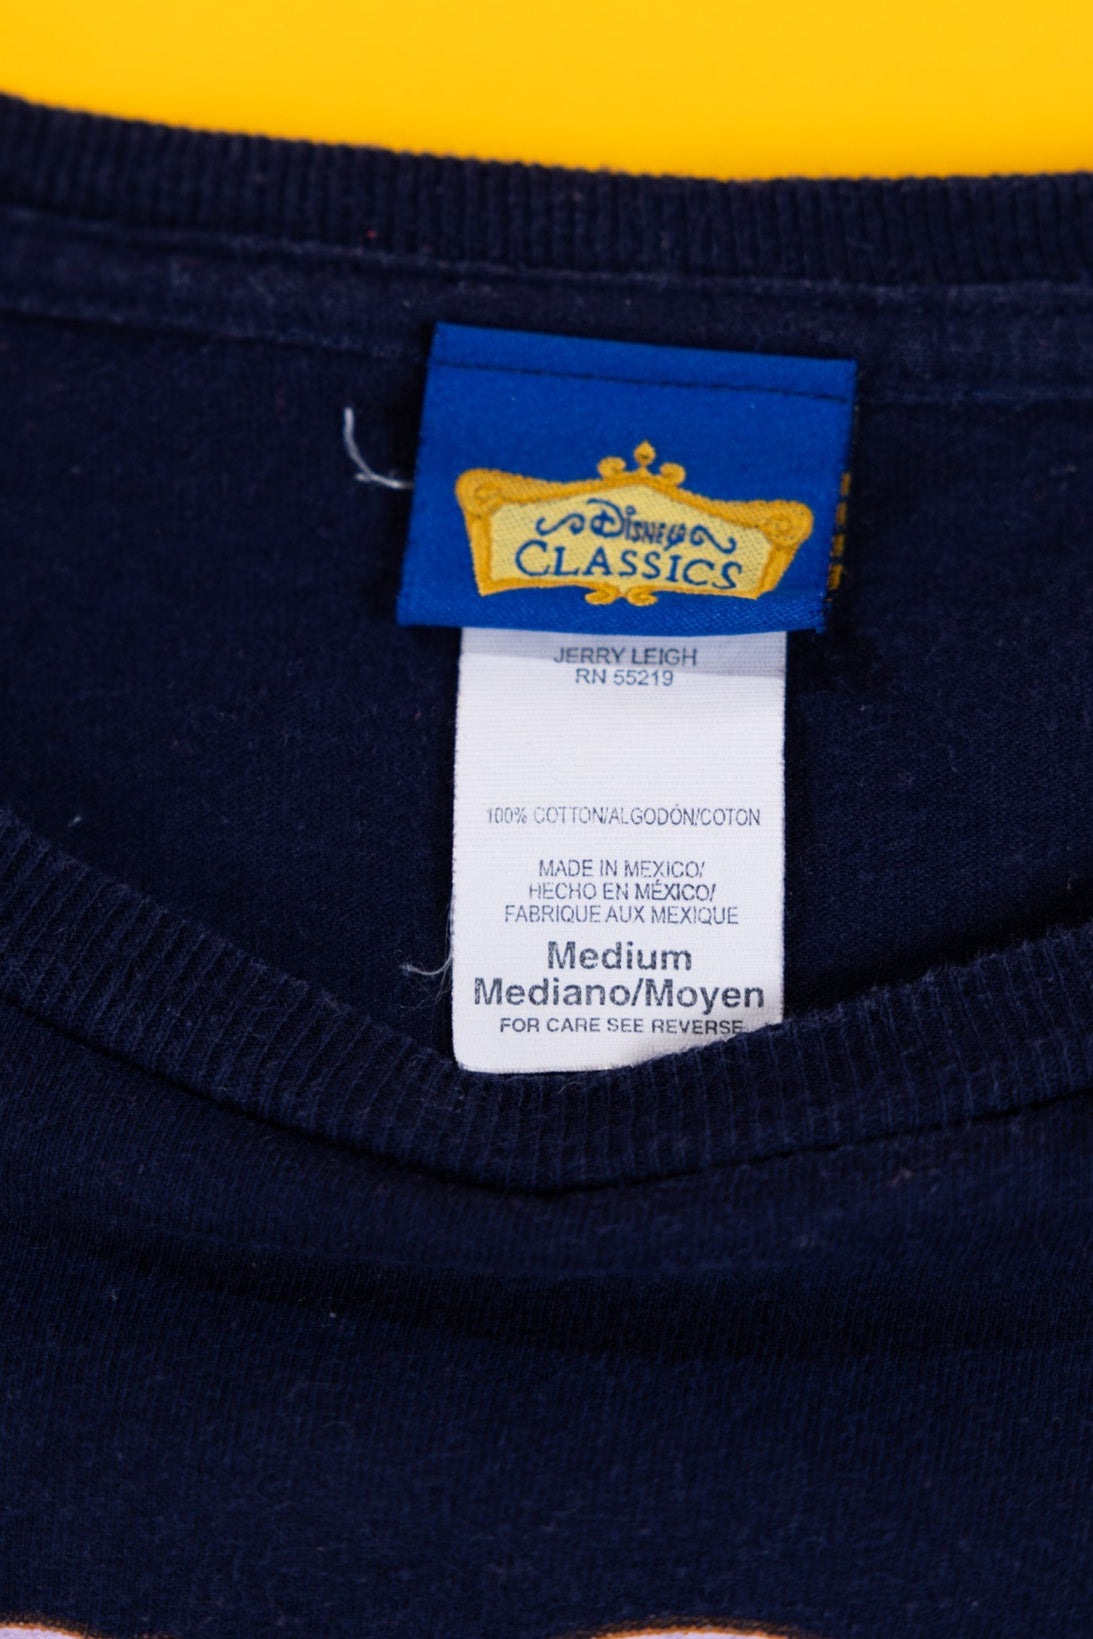 Disney
CLASSICS
JERRY LEIGH
RN 55219
100% COTTON/ALGODÓN/COTON
MADE IN MEXICO/
HECHO EN MÉXICO/
FABRIQUE AUX MEXIQUE
Medium
Mediano/Moyen
FOR CARE SEE REVERSE